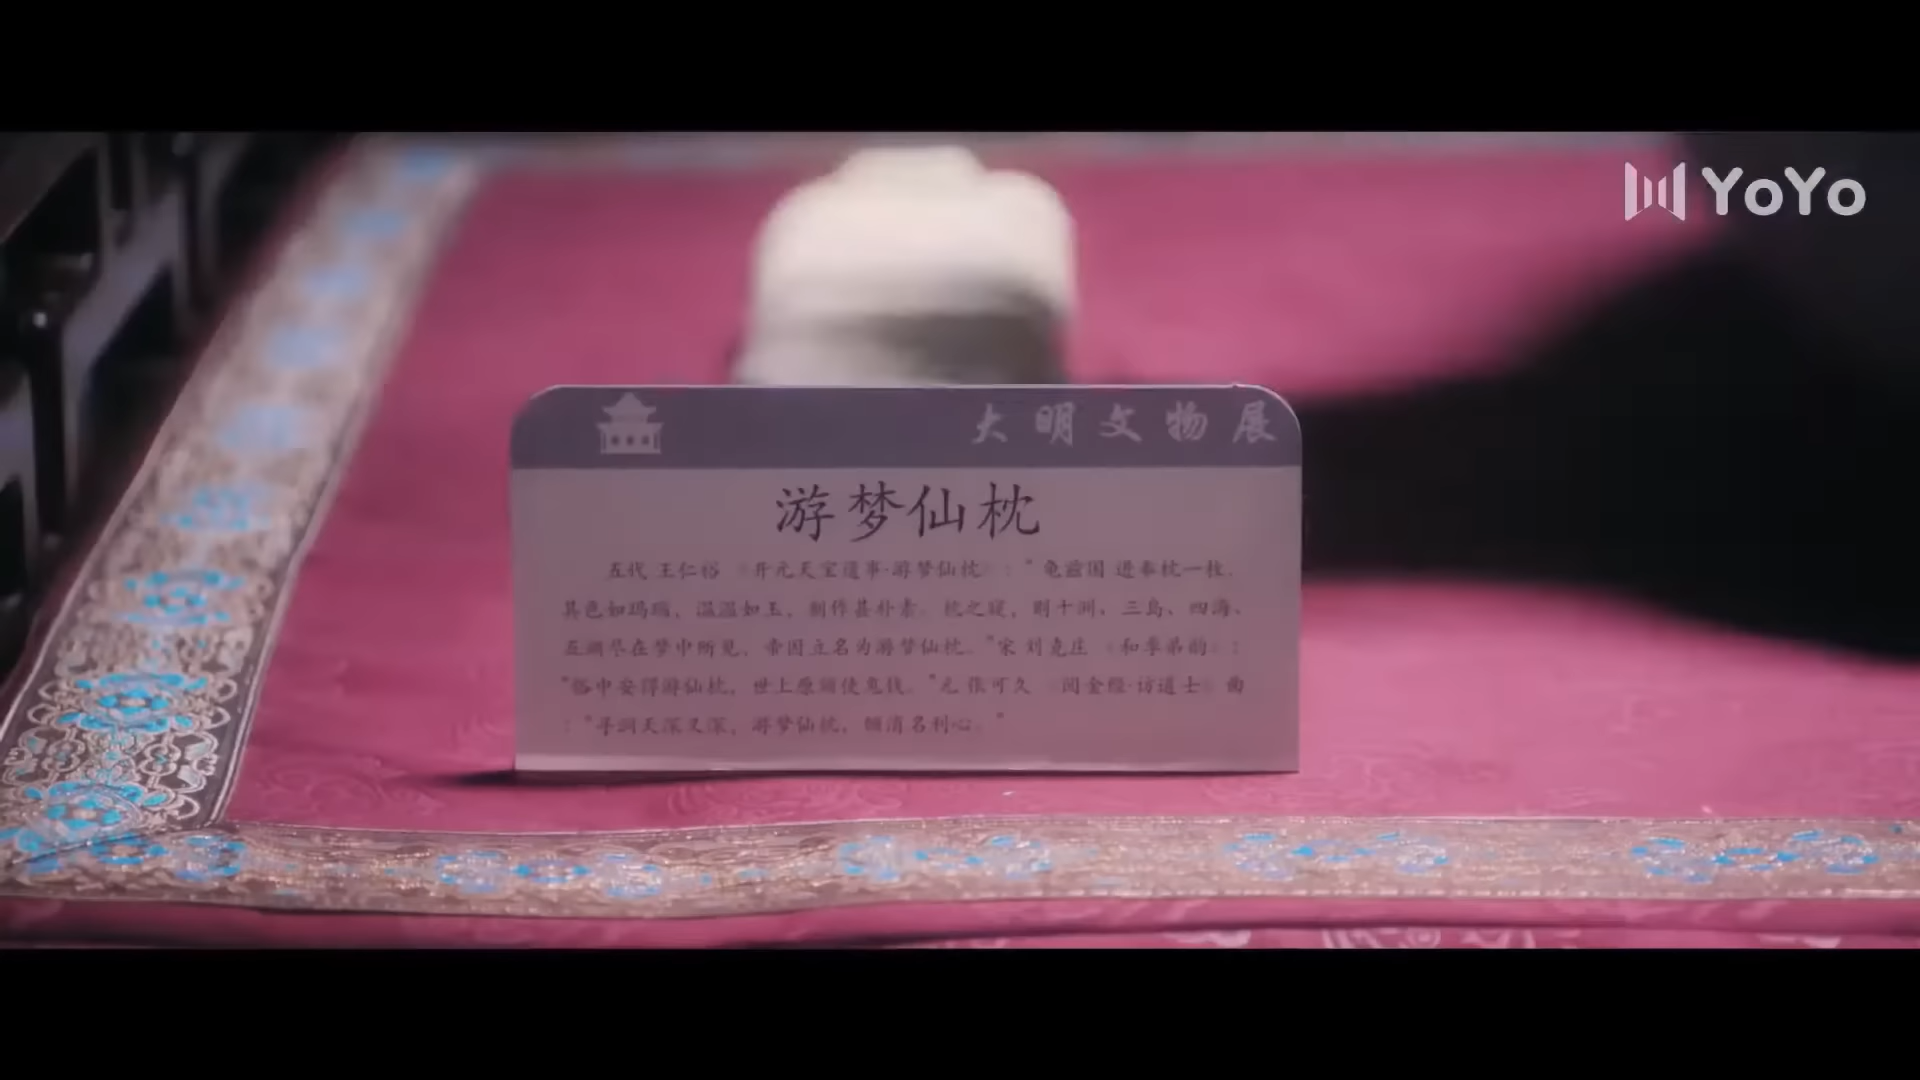 YoYo
大明文物展
游梦仙枕
五代 王仁裕 《开元天宝遗事·游梦仙枕》:“龟兹国 进奉枕一枚,
其色如玛瑙,温温如玉,制作甚朴素。枕之寝,则十洲、三岛、四海、
五湖尽在梦中所见,帝因立名为游梦仙枕。”宋 刘克庄 《和季弟韵》:
“梦中安得游仙枕,世上原须使鬼钱。”元 张可久 《阅金经·访道士》 曲
:“寻洞天深又深,游梦仙枕,顿消名利心。”